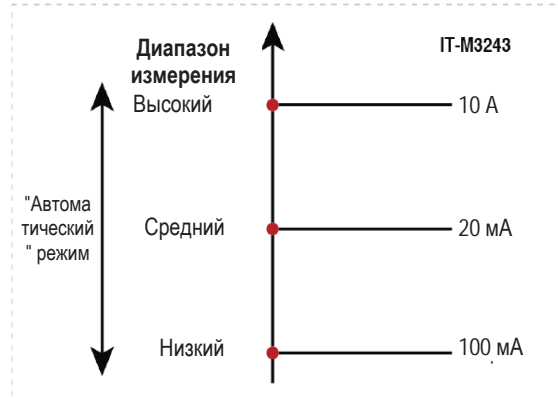 Диапазон
измерения
IT-M3243
Высокий
10 А
"Автома
тический
" режим
Средний
20 мА
Низкий
100 мА